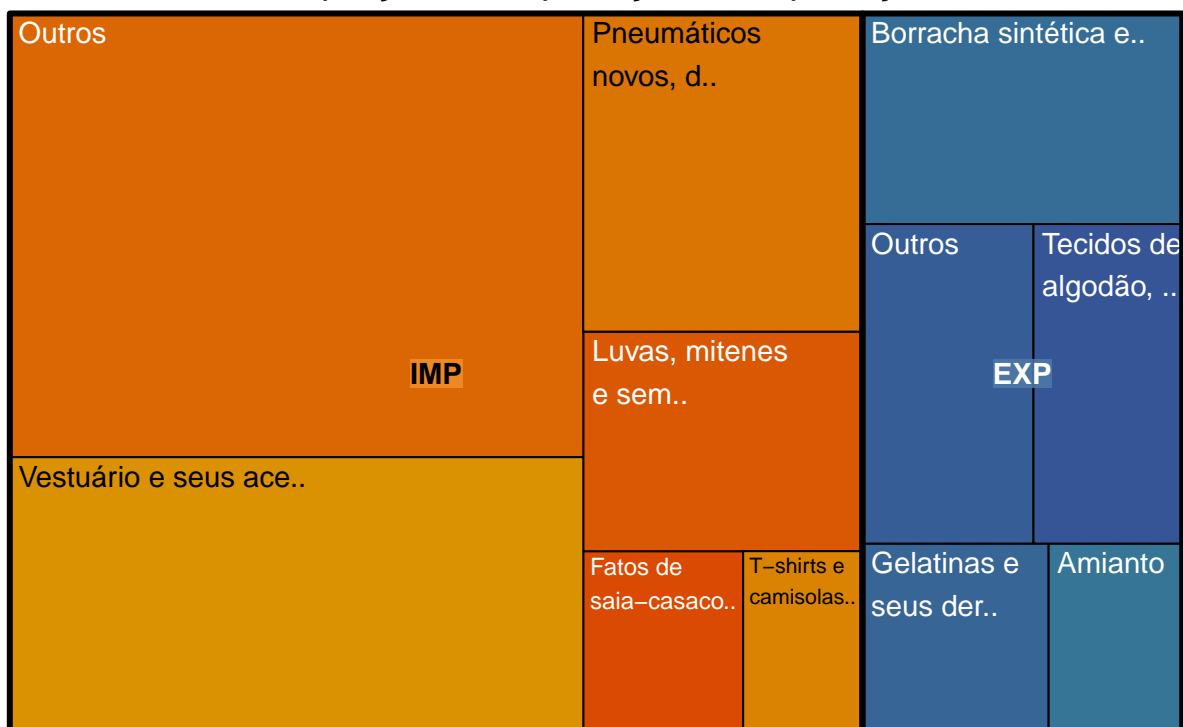 Outros
Pneumáticos
novos, d..
Borracha sintética e..
Outros
Tecidos de
algodão, ..
Luvas, mitenes
e sem..
IMP
EXP
Vestuário e seus ace..
Fatos de
saia−casaco..
T−shirts e
camisolas..
Gelatinas e
seus der..
Amianto